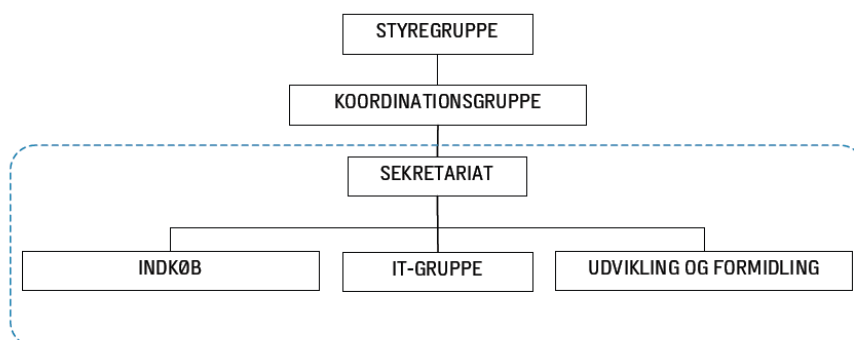 STYREGRUPPE
KOORDINATIONSGRUPPE
SEKRETARIAT
INDKØB
IT-GRUPPE
UDVIKLING OG FORMIDLING